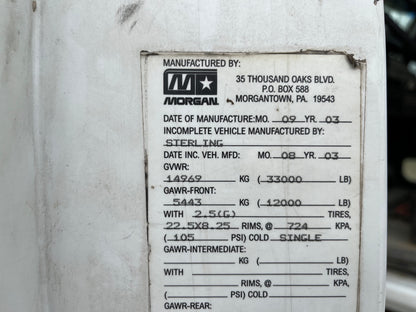 MANUFACTURED BY:
MORGAN
35 THOUSAND OAKS BLVD.
P.O. BOX 588
MORGANTOWN, PA. 19543
DATE OF MANUFACTURE: MO. 09 YR. 03
INCOMPLETE VEHICLE MANUFACTURED BY:
STERLING
DATE INC. VEH. MFD: MO. 08 YR. 03
GVWR:
14969 KG (33000 LB)
GAWR-FRONT:
5443 KG (12000 LB)
WITH 2.5(G) TIRES,
22.5X8.25 RIMS, @ 724 KPA,
(105 PSI) COLD SINGLE
GAWR-INTERMEDIATE:
KG ( LB)
WITH TIRES,
RIMS, @ KPA,
( PSI) COLD
GAWR-REAR: